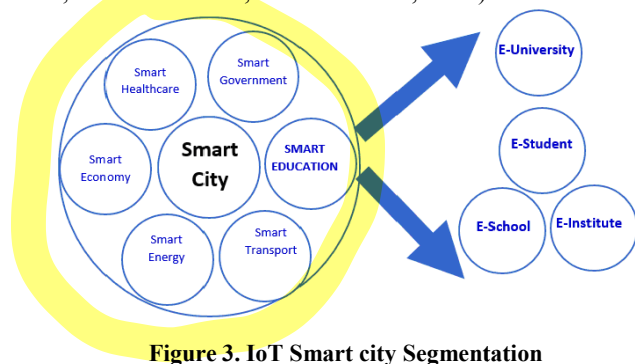 Smart
Healthcare
Smart
Government
Smart
Economy
Smart
City
SMART
EDUCATION
Smart
Energy
Smart
Transport
E-University
E-Student
E-School
E-Institute
Figure 3. IoT Smart city Segmentation